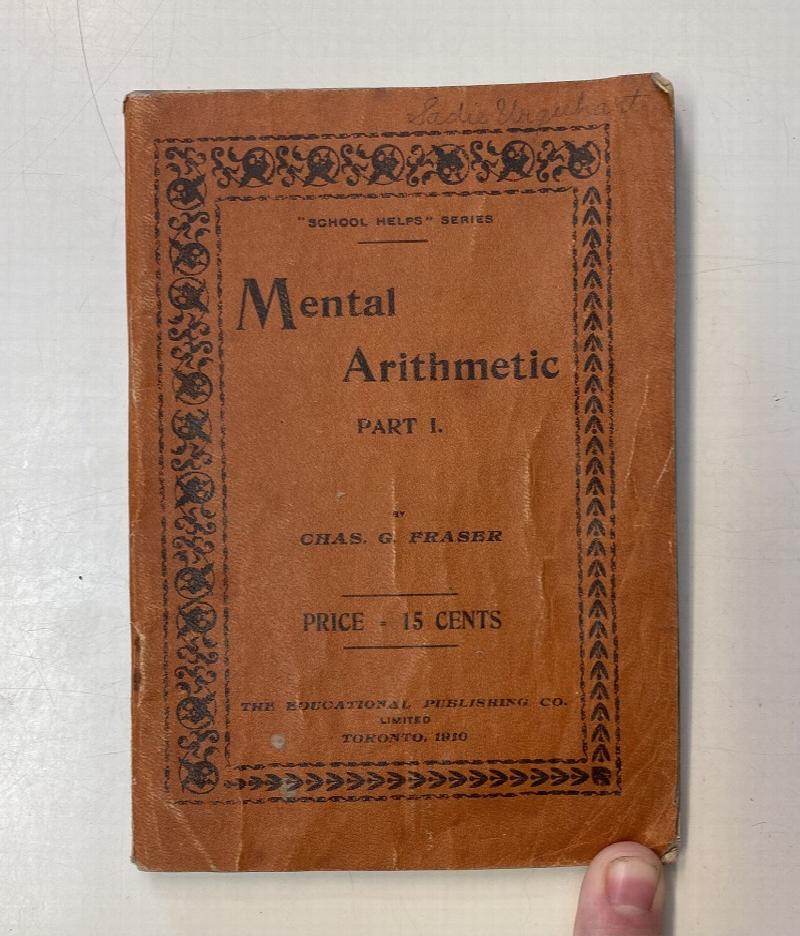 Sadie Urquhart
"SCHOOL HELPS" SERIES
Mental
Arithmetic
PART I.
BY
CHAS. G. FRASER
PRICE - 15 CENTS
THE EDUCATIONAL PUBLISHING CO.
LIMITED
TORONTO, 1910